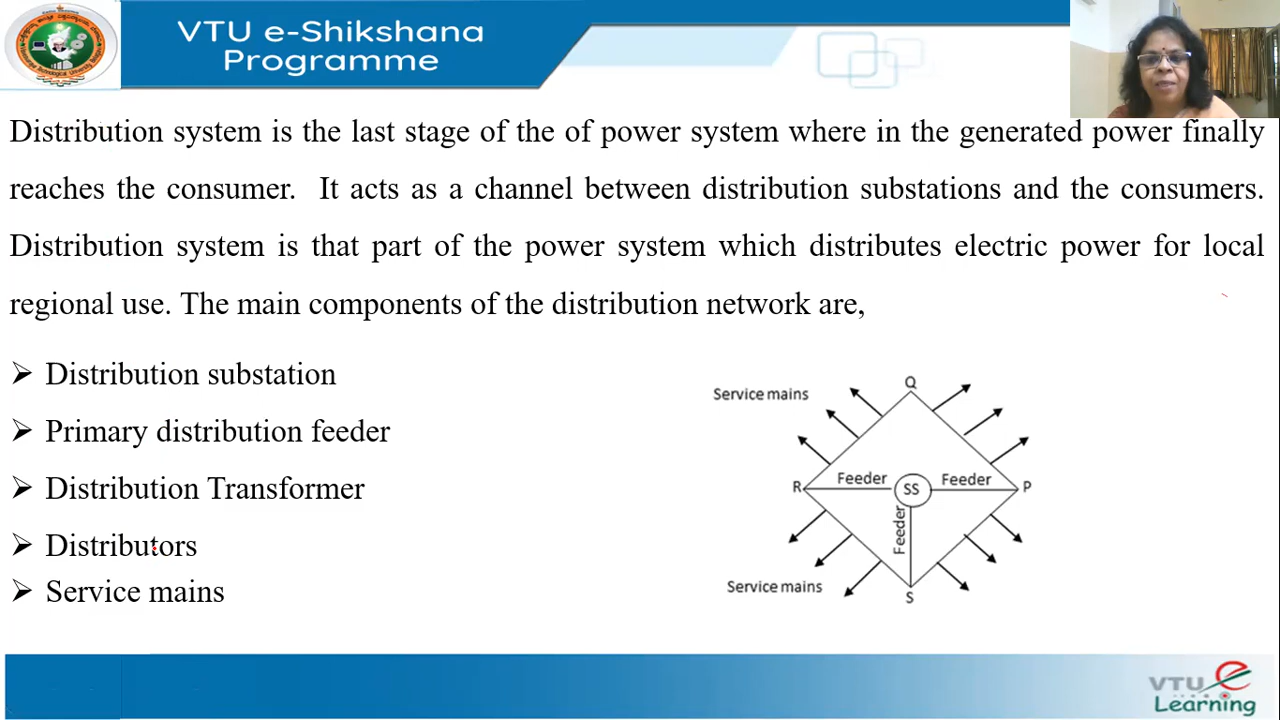 VTU e-Shikshana
Programme
Distribution system is the last stage of the of power system where in the generated power finally
reaches the consumer. It acts as a channel between distribution substations and the consumers.
Distribution system is that part of the power system which distributes electric power for local
regional use. The main components of the distribution network are,
➢ Distribution substation
➢ Primary distribution feeder
➢ Distribution Transformer
➢ Distributors
➢ Service mains
Service mains
Q
R
Feeder
SS
Feeder
P
Feeder
Service mains
S
VTU e
Learning